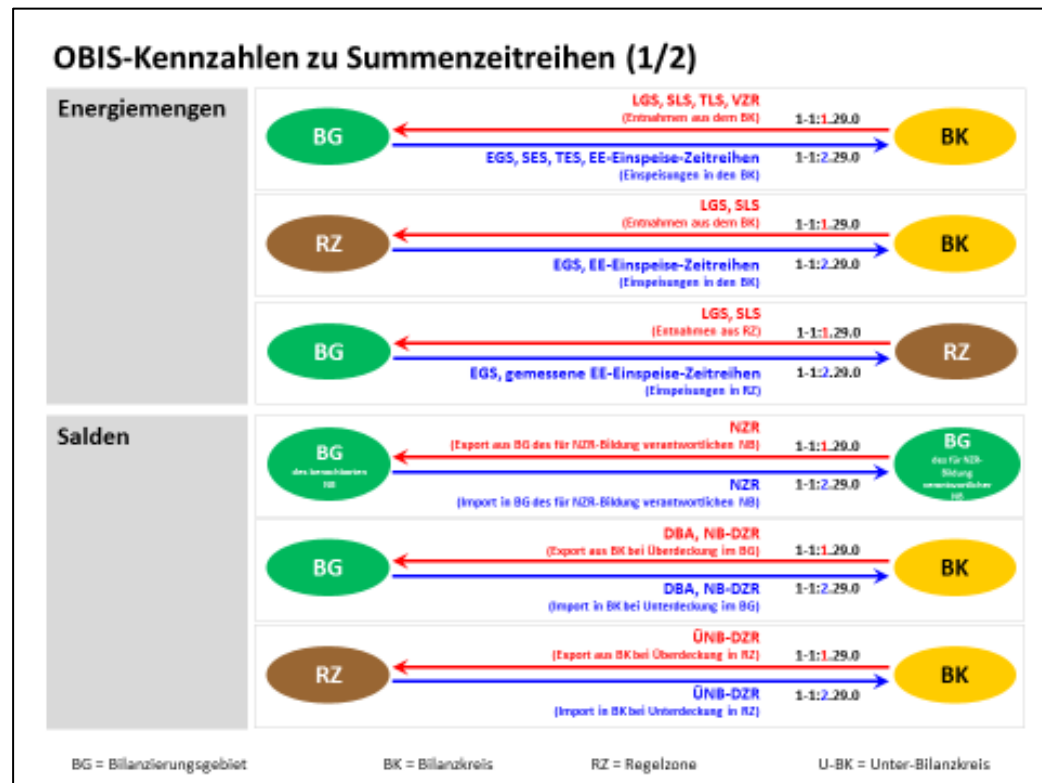 OBIS-Kennzahlen zu Summenzeitreihen (1/2)
Energiemengen
BG
LGS, SLS, TLS, VZR
(Entnahmen aus dem BK)
1-1:1.29.0
EGS, SES, TES, EE-Einspeise-Zeitreihen
(Einspeisungen in den BK)
1-1:2.29.0
BK
RZ
LGS, SLS
(Entnahmen aus dem BK)
1-1:1.29.0
EGS, EE-Einspeise-Zeitreihen
(Einspeisungen in den BK)
1-1:2.29.0
BK
BG
LGS, SLS
(Entnahmen aus RZ)
1-1:1.29.0
EGS, gemessene EE-Einspeise-Zeitreihen
(Einspeisungen in RZ)
1-1:2.29.0
RZ
Salden
BG
des benachbarten
NB
NZR
(Export aus BG des für NZR-Bildung verantwortlichen NB)
1-1:1.29.0
NZR
(Import in BG des für NZR-Bildung verantwortlichen NB)
1-1:2.29.0
BG
des für NZR-
Bildung
verantwortlicher
NB
BG
DBA, NB-DZR
(Export aus BK bei Überdeckung im BG)
1-1:1.29.0
DBA, NB-DZR
(Import in BK bei Unterdeckung im BG)
1-1:2.29.0
BK
RZ
ÜNB-DZR
(Export aus BK bei Überdeckung in RZ)
1-1:1.29.0
ÜNB-DZR
(Import in BK bei Unterdeckung in RZ)
1-1:2.29.0
BK
BG = Bilanzierungsgebiet
BK = Bilanzkreis
RZ = Regelzone
U-BK = Unter-Bilanzkreis